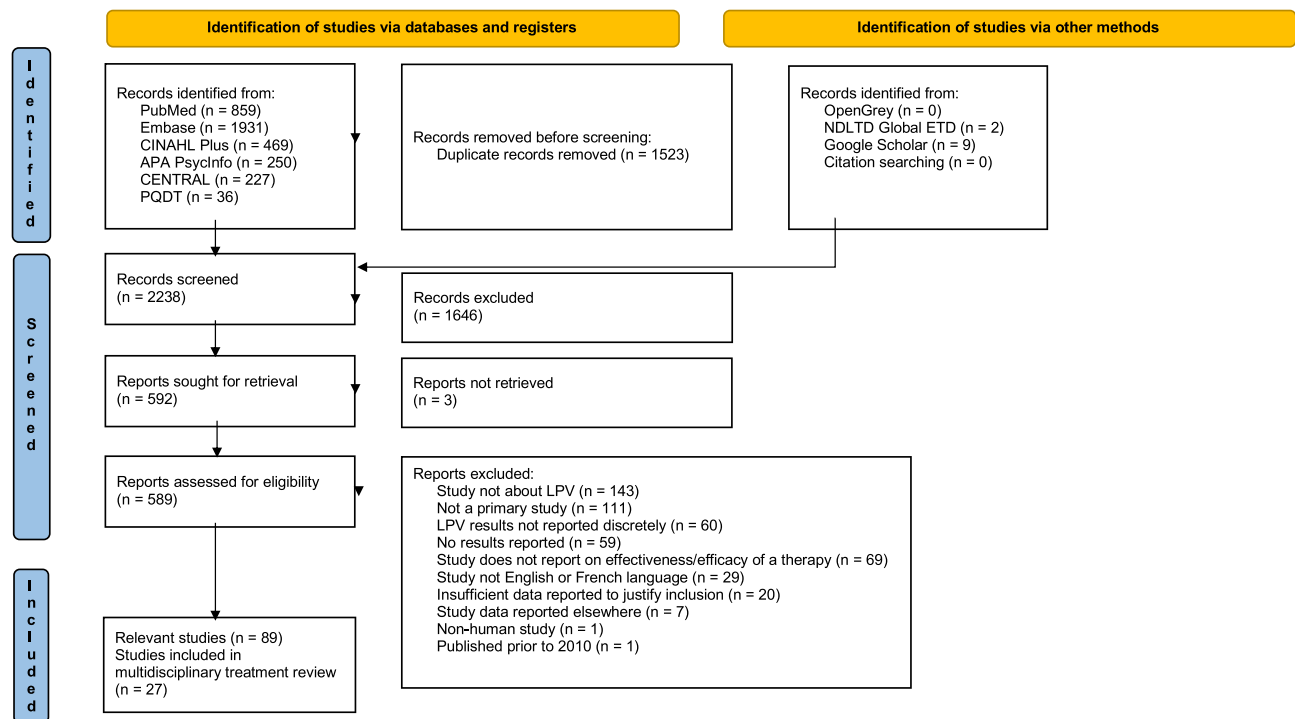 Identification of studies via databases and registers
Identification of studies via other methods
Identified
Records identified from:
PubMed (n = 859)
Embase (n = 1931)
CINAHL Plus (n = 469)
APA PsycInfo (n = 250)
CENTRAL (n = 227)
PQDT (n = 36)
Records removed before screening:
Duplicate records removed (n = 1523)
Records identified from:
OpenGrey (n = 0)
NDLTD Global ETD (n = 2)
Google Scholar (n = 9)
Citation searching (n = 0)
Screened
Records screened
(n = 2238)
Records excluded
(n = 1646)
Reports sought for retrieval
(n = 592)
Reports not retrieved
(n = 3)
Reports assessed for eligibility
(n = 589)
Reports excluded:
Study not about LPV (n = 143)
Not a primary study (n = 111)
LPV results not reported discretely (n = 60)
No results reported (n = 59)
Study does not report on effectiveness/efficacy of a therapy (n = 69)
Study not English or French language (n = 29)
Insufficient data reported to justify inclusion (n = 20)
Study data reported elsewhere (n = 7)
Non-human study (n = 1)
Published prior to 2010 (n = 1)
Included
Relevant studies (n = 89)
Studies included in
multidisciplinary treatment review
(n = 27)